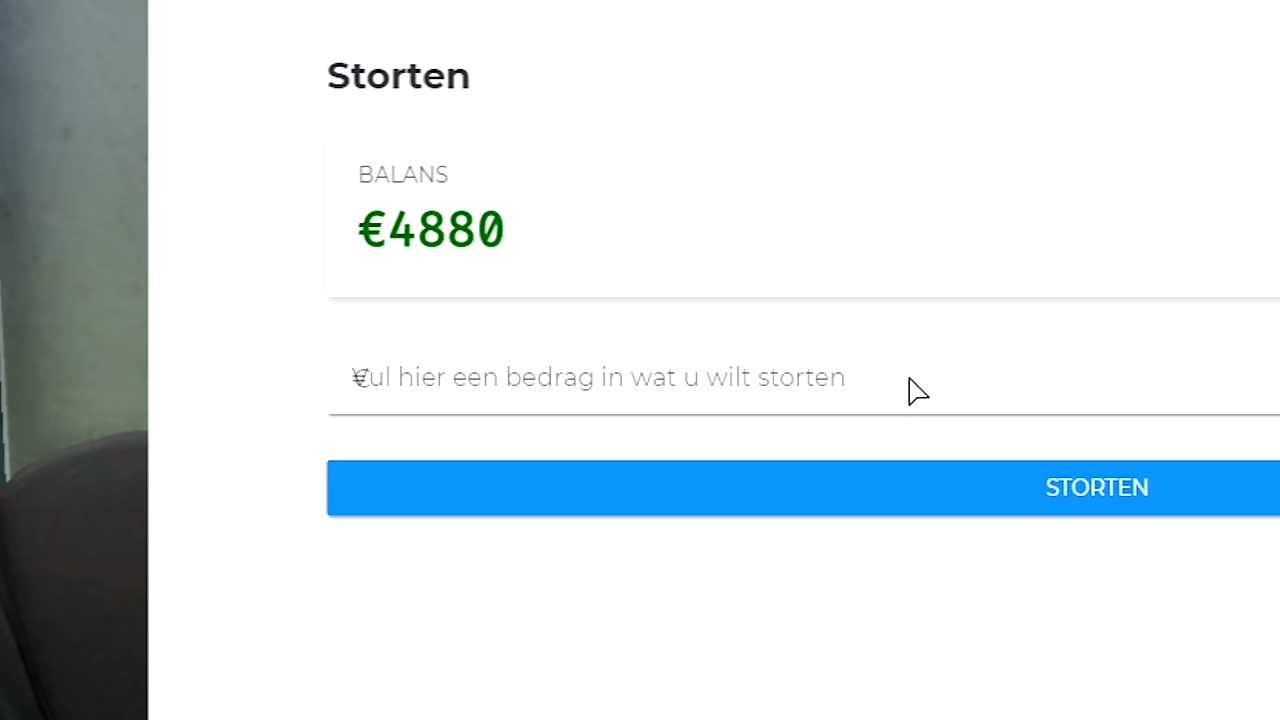 Storten
BALANS
€4880
€ Vul hier een bedrag in wat u wilt storten
STORTEN